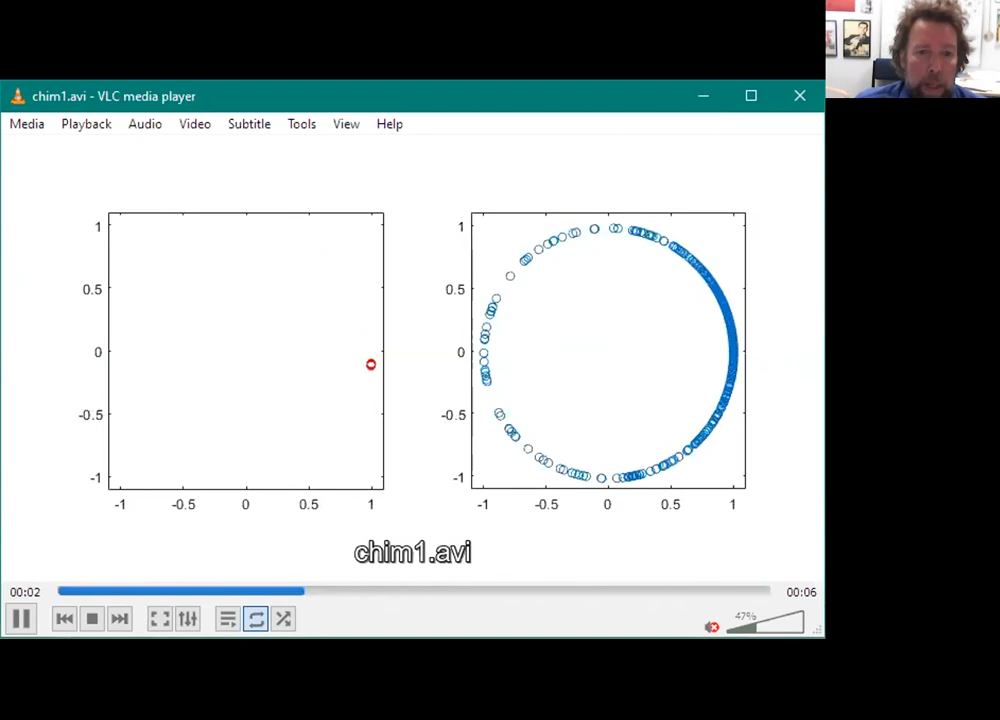 chim1.avi - VLC media player
Media Playback Audio Video Subtitle Tools View Help
1 1
0.5 0.5
0 0
-0.5 -0.5
-1 -1
-1 -0.5 0 0.5 1 -1 -0.5 0 0.5 1
chim1.avi
00:02 00:06
47%